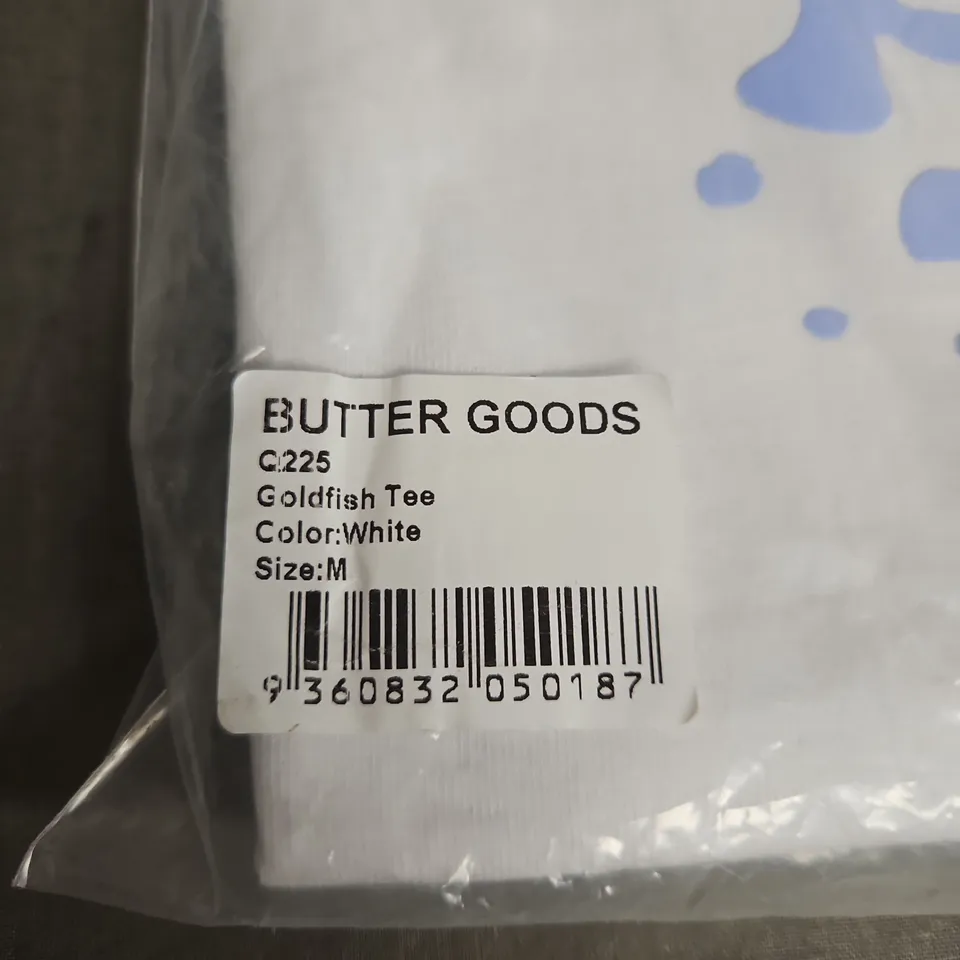 BUTTER GOODS
Q225
Goldfish Tee
Color:White
Size:M
9 360832 050187